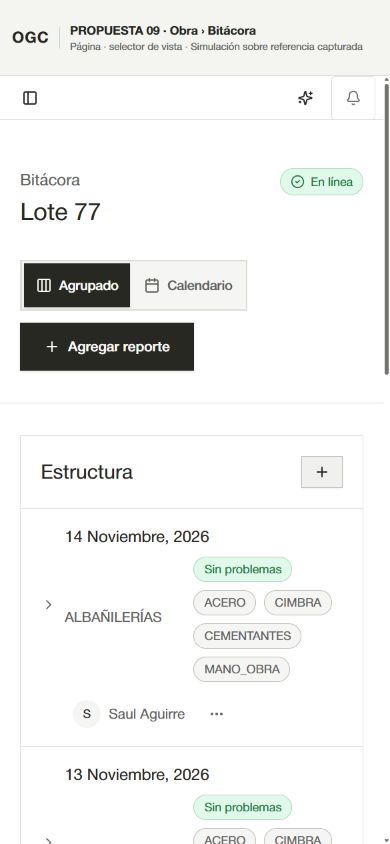 OGC
PROPUESTA 09 · Obra › Bitácora
Página · selector de vista · Simulación sobre referencia capturada
Bitácora
En línea
Lote 77
Agrupado
Calendario
+ Agregar reporte
Estructura
+
14 Noviembre, 2026
Sin problemas
ACERO
CIMBRA
ALBAÑILERÍAS
CEMENTANTES
MANO_OBRA
S
Saul Aguirre
...
13 Noviembre, 2026
Sin problemas
ACERO
CIMBRA